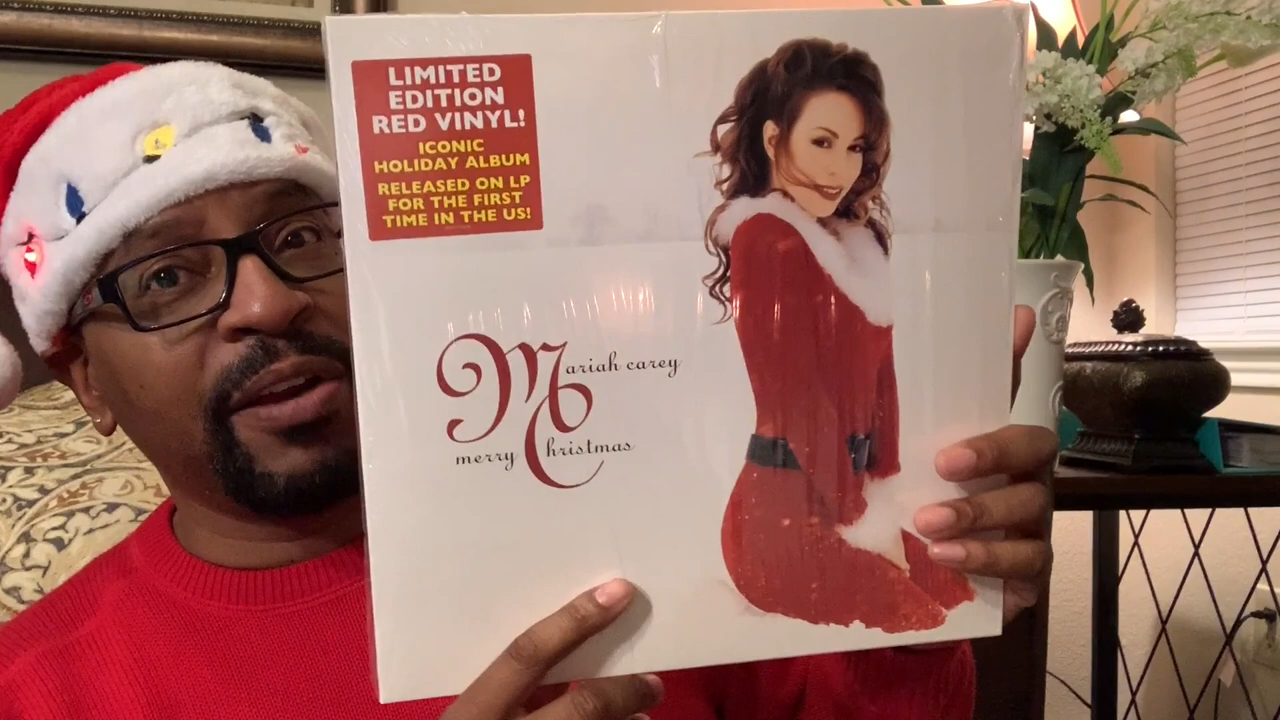 LIMITED
EDITION
RED VINYL!
ICONIC
HOLIDAY ALBUM
RELEASED ON LP
FOR THE FIRST
TIME IN THE US!
Mariah carey
merry Christmas